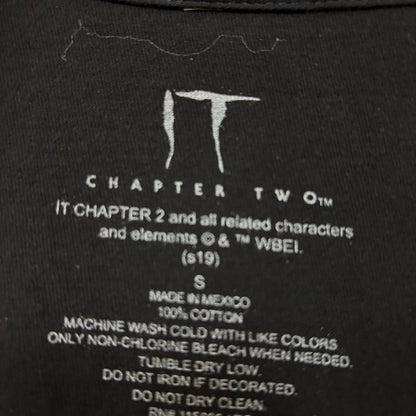 IT
CHAPTER TWO™
IT CHAPTER 2 and all related characters
and elements © & ™ WBEI.
(s19)
S
MADE IN MEXICO
100% COTTON
MACHINE WASH COLD WITH LIKE COLORS
ONLY NON-CHLORINE BLEACH WHEN NEEDED.
TUMBLE DRY LOW.
DO NOT IRON IF DECORATED.
DO NOT DRY CLEAN.
RN#